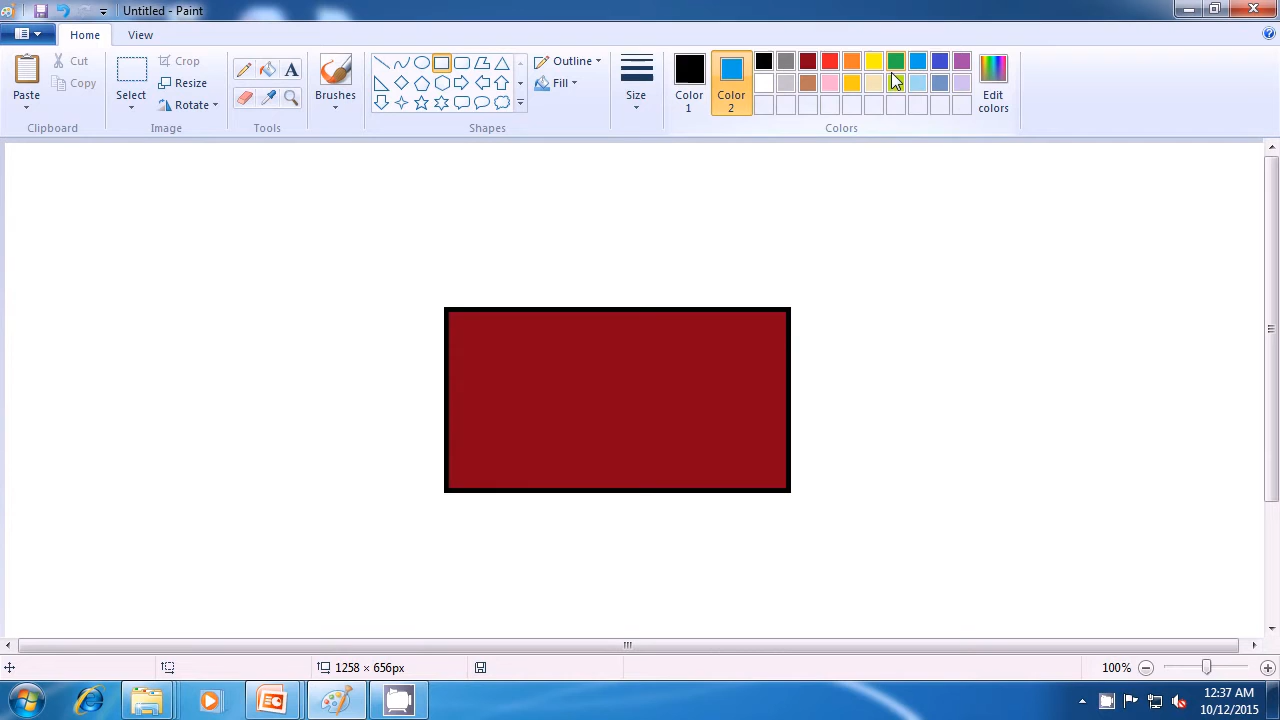 Untitled - Paint
Home View
Paste
Cut
Copy
Clipboard
Select
Crop
Resize
Rotate
Image
A
Tools
Brushes
Outline
Fill
Shapes
Size
Color 1
Color 2
Edit colors
Colors
1258 × 656px
100%
12:37 AM
10/12/2015